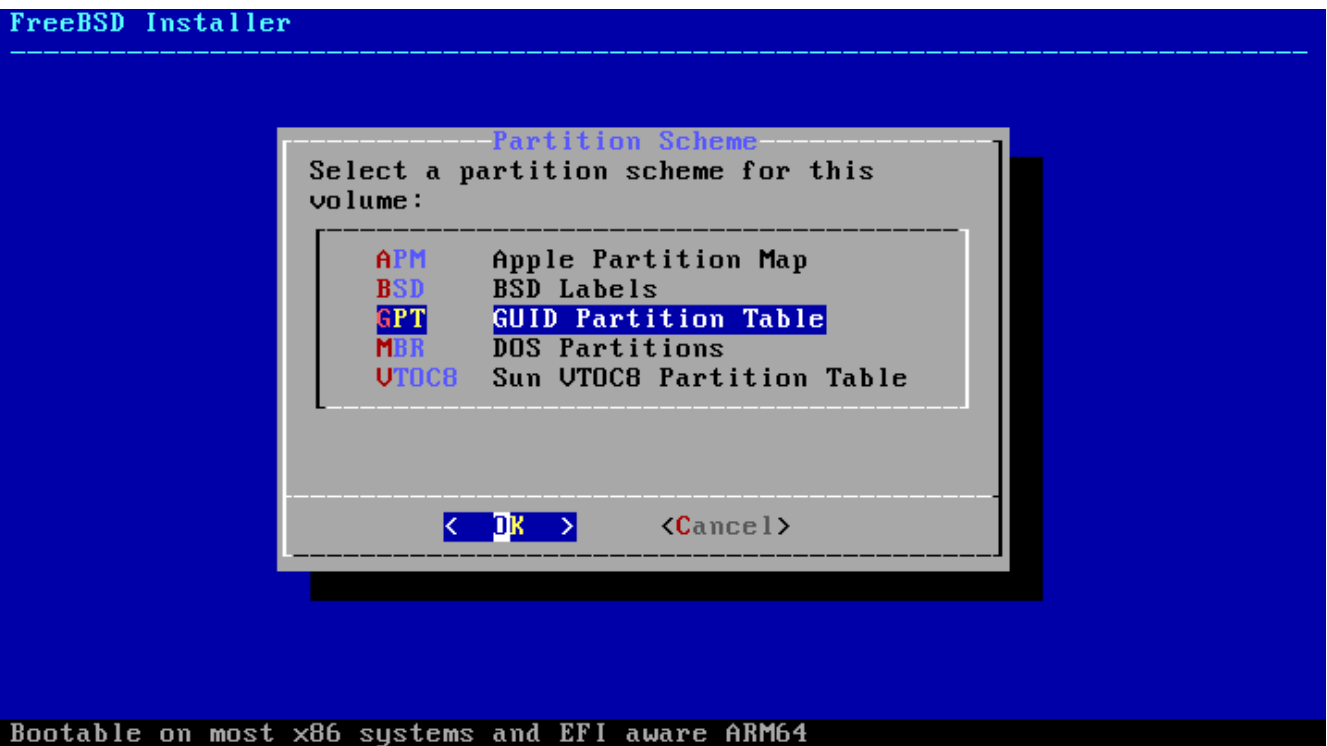 FreeBSD Installer
Partition Scheme
Select a partition scheme for this
volume:
APM Apple Partition Map
BSD BSD Labels
GPT GUID Partition Table
MBR DOS Partitions
VTOC8 Sun VTOC8 Partition Table
< OK > <Cancel>
Bootable on most x86 systems and EFI aware ARM64